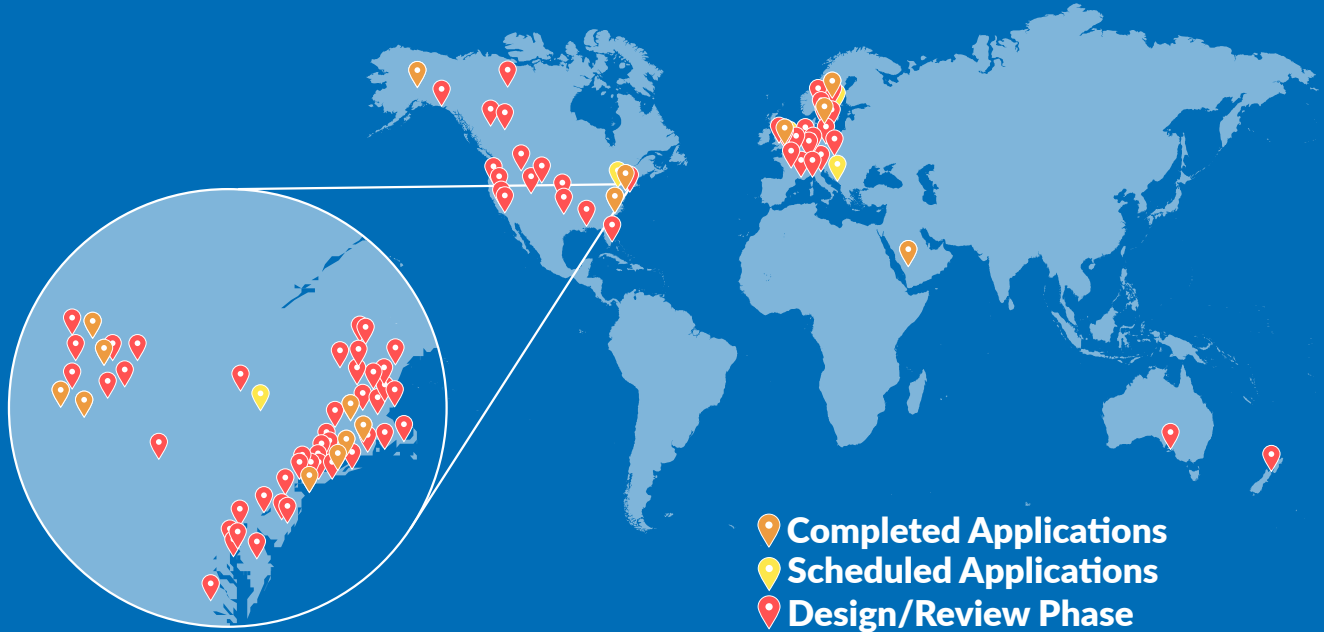 Completed Applications
Scheduled Applications
Design/Review Phase